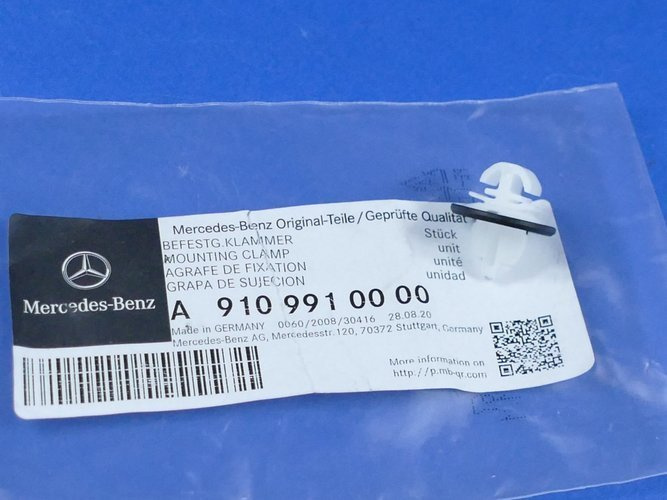 Mercedes-Benz Original-Teile/Geprüfte Qualität
BEFESTG.KLAMMER Stück
MOUNTING CLAMP unit
AGRAFE DE FIXATION unité
GRAPA DE SUJECION unidad
Mercedes-Benz
A 910 991 00 00
Made in GERMANY 0060/2008/30416 28.08.20
Mercedes-Benz AG, Mercedesstr.120, 70372 Stuttgart, Germany
More information on
http://p.mb-qr.com